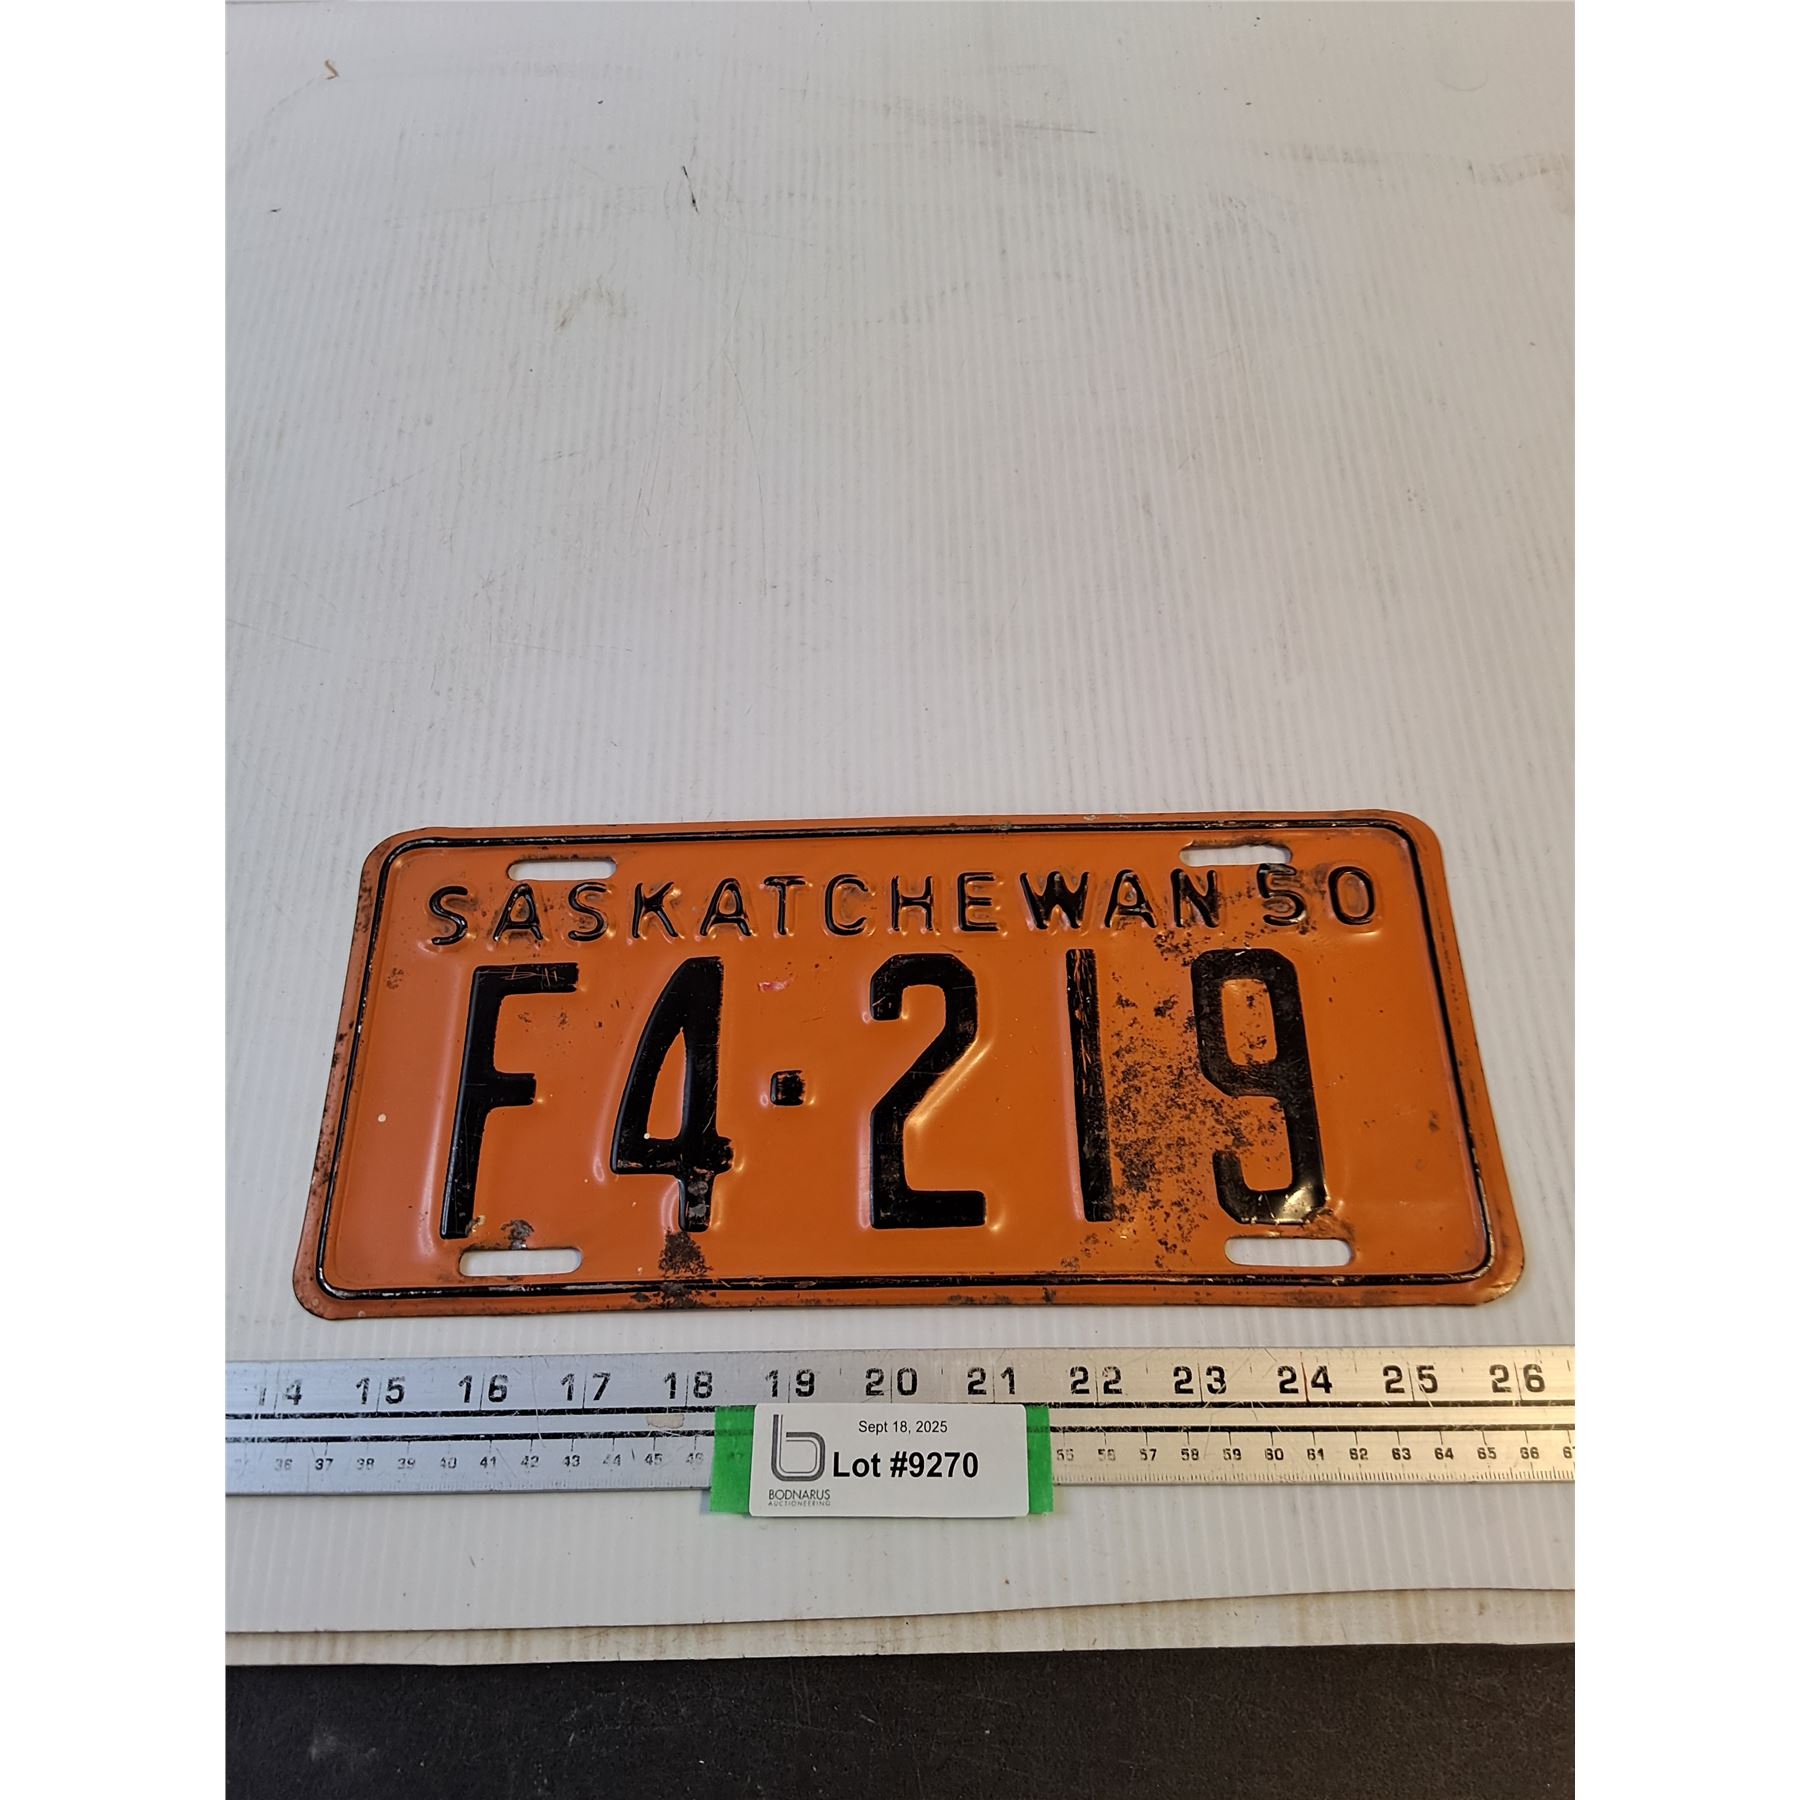 SASKATCHEWAN 50
F4-219
14 15 16 17 18 19 20 21 22 23 24 25 26
36 37 38 39 40 41 42 43 44 45 46 55 56 57 58 59 60 61 62 63 64 65 66
Sept 18, 2025
Lot #9270
BODNARUS
AUCTIONEERING